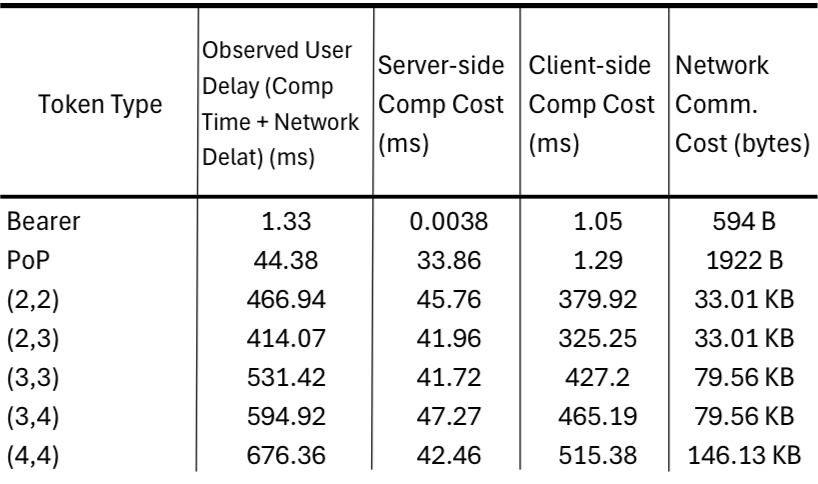 Token Type | Observed User Delay (Comp Time + Network Delat) (ms) | Server-side Comp Cost (ms) | Client-side Comp Cost (ms) | Network Comm. Cost (bytes)
Bearer | 1.33 | 0.0038 | 1.05 | 594 B
PoP | 44.38 | 33.86 | 1.29 | 1922 B
(2,2) | 466.94 | 45.76 | 379.92 | 33.01 KB
(2,3) | 414.07 | 41.96 | 325.25 | 33.01 KB
(3,3) | 531.42 | 41.72 | 427.2 | 79.56 KB
(3,4) | 594.92 | 47.27 | 465.19 | 79.56 KB
(4,4) | 676.36 | 42.46 | 515.38 | 146.13 KB